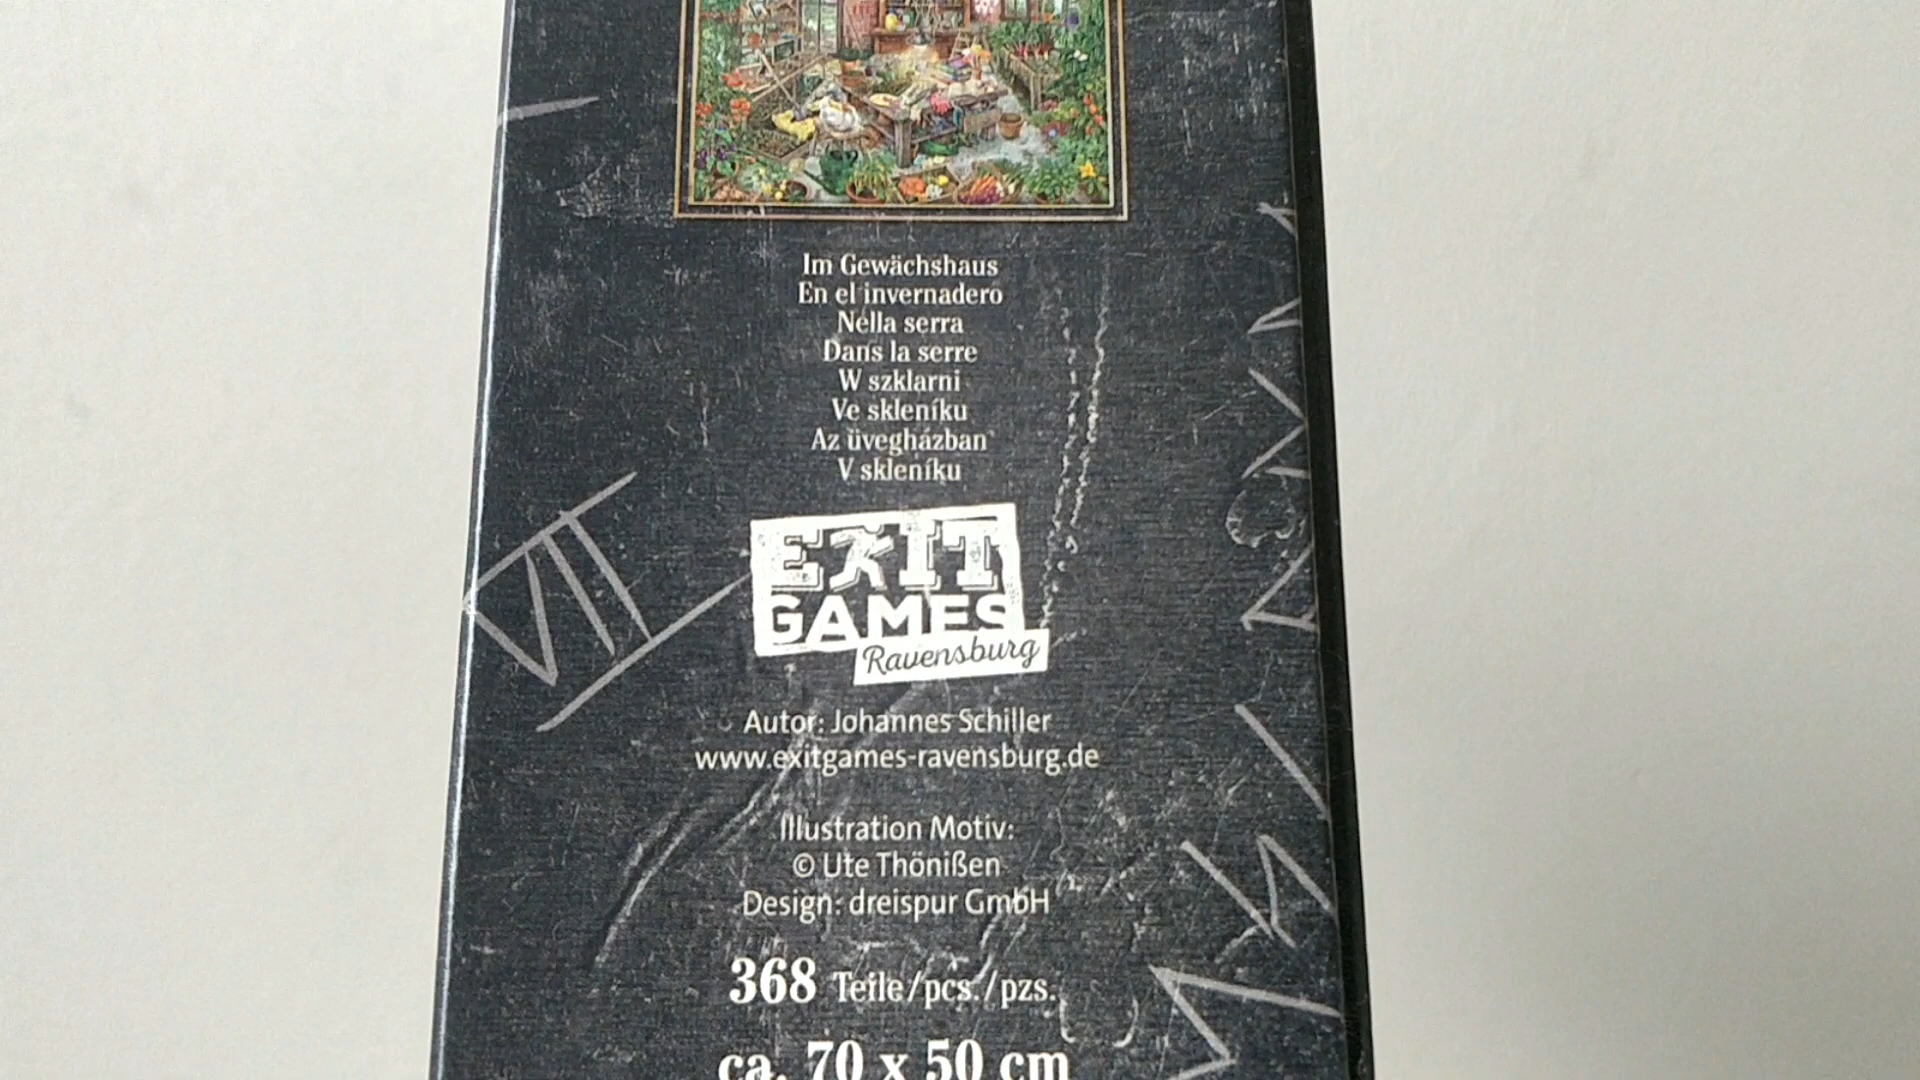 Im Gewächshaus
En el invernadero
Nella serra
Dans la serre
W szklarni
Ve skleníku
Az üvegházban
V skleníku
VII
EXIT
GAMES
Ravensburg
Autor: Johannes Schiller
www.exitgames-ravensburg.de
Illustration Motiv:
© Ute Thönißen
Design: dreispur GmbH
368 Teile/pcs./pzs.
ca. 70 x 50 cm